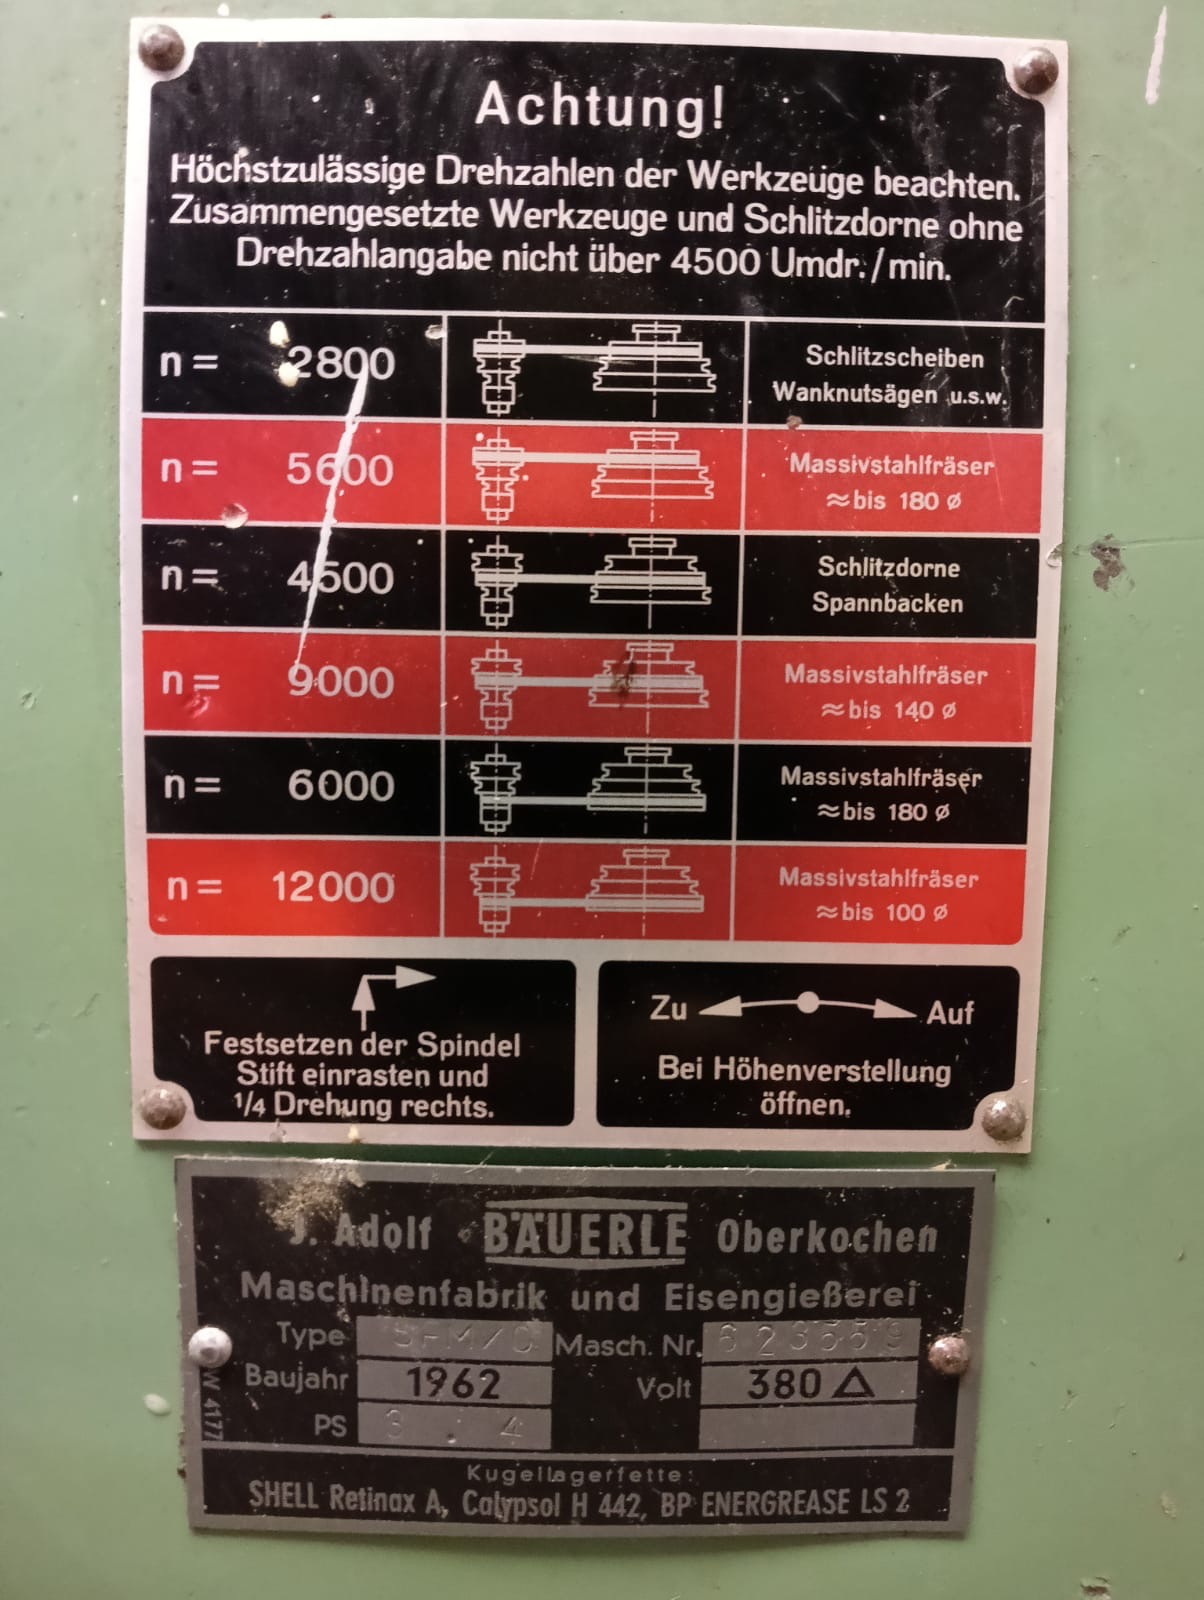 Achtung!
Höchstzulässige Drehzahlen der Werkzeuge beachten.
Zusammengesetzte Werkzeuge und Schlitzdorne ohne
Drehzahlangabe nicht über 4500 Umdr./min.
n = 2800 Schlitzscheiben
Wanknutsägen u.s.w.
n = 5600 Massivstahlfräser
≈ bis 180 ø
n = 4500 Schlitzdorne
Spannbacken
n = 9000 Massivstahlfräser
≈ bis 140 ø
n = 6000 Massivstahlfräser
≈ bis 180 ø
n = 12000 Massivstahlfräser
≈ bis 100 ø
Festsetzen der Spindel
Stift einrasten und
1/4 Drehung rechts.
Zu Auf
Bei Höhenverstellung
öffnen.
J. Adolf BÄUERLE Oberkochen
Maschinenfabrik und Eisengießerei
Type Masch. Nr.
Baujahr 1962 Volt 380 △
PS 3 . 4
W 4177
Kugellagerfette:
SHELL Retinax A, Calypsol H 442, BP ENERGREASE LS 2